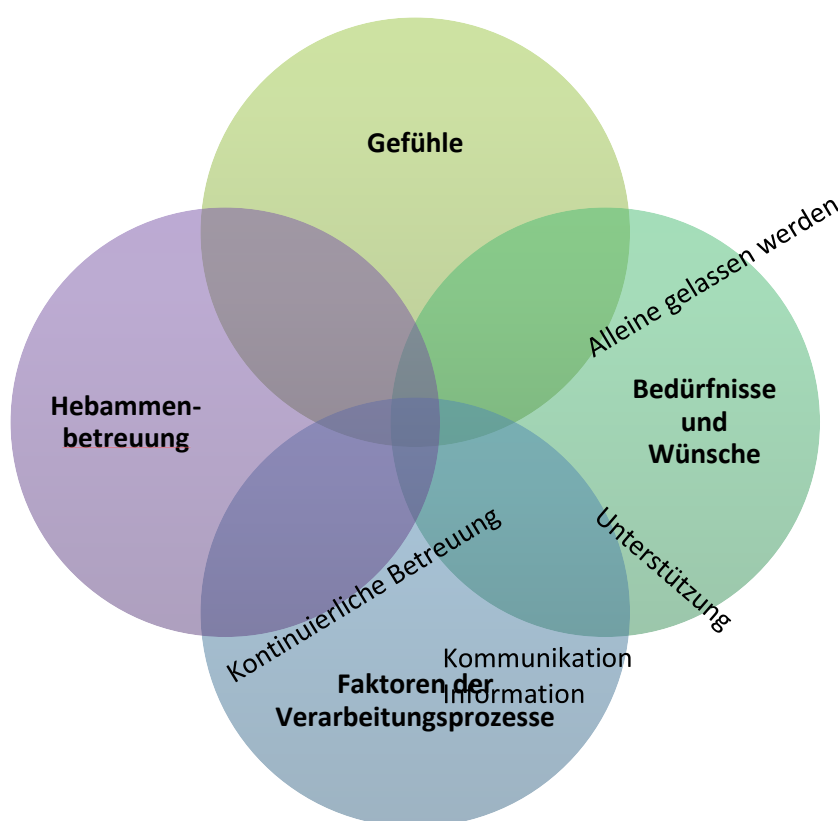 Gefühle
Alleine gelassen werden
Bedürfnisse
und
Wünsche
Hebammen-
betreuung
Unterstützung
Kontinuierliche Betreuung
Kommunikation
Information
Faktoren der
Verarbeitungsprozesse